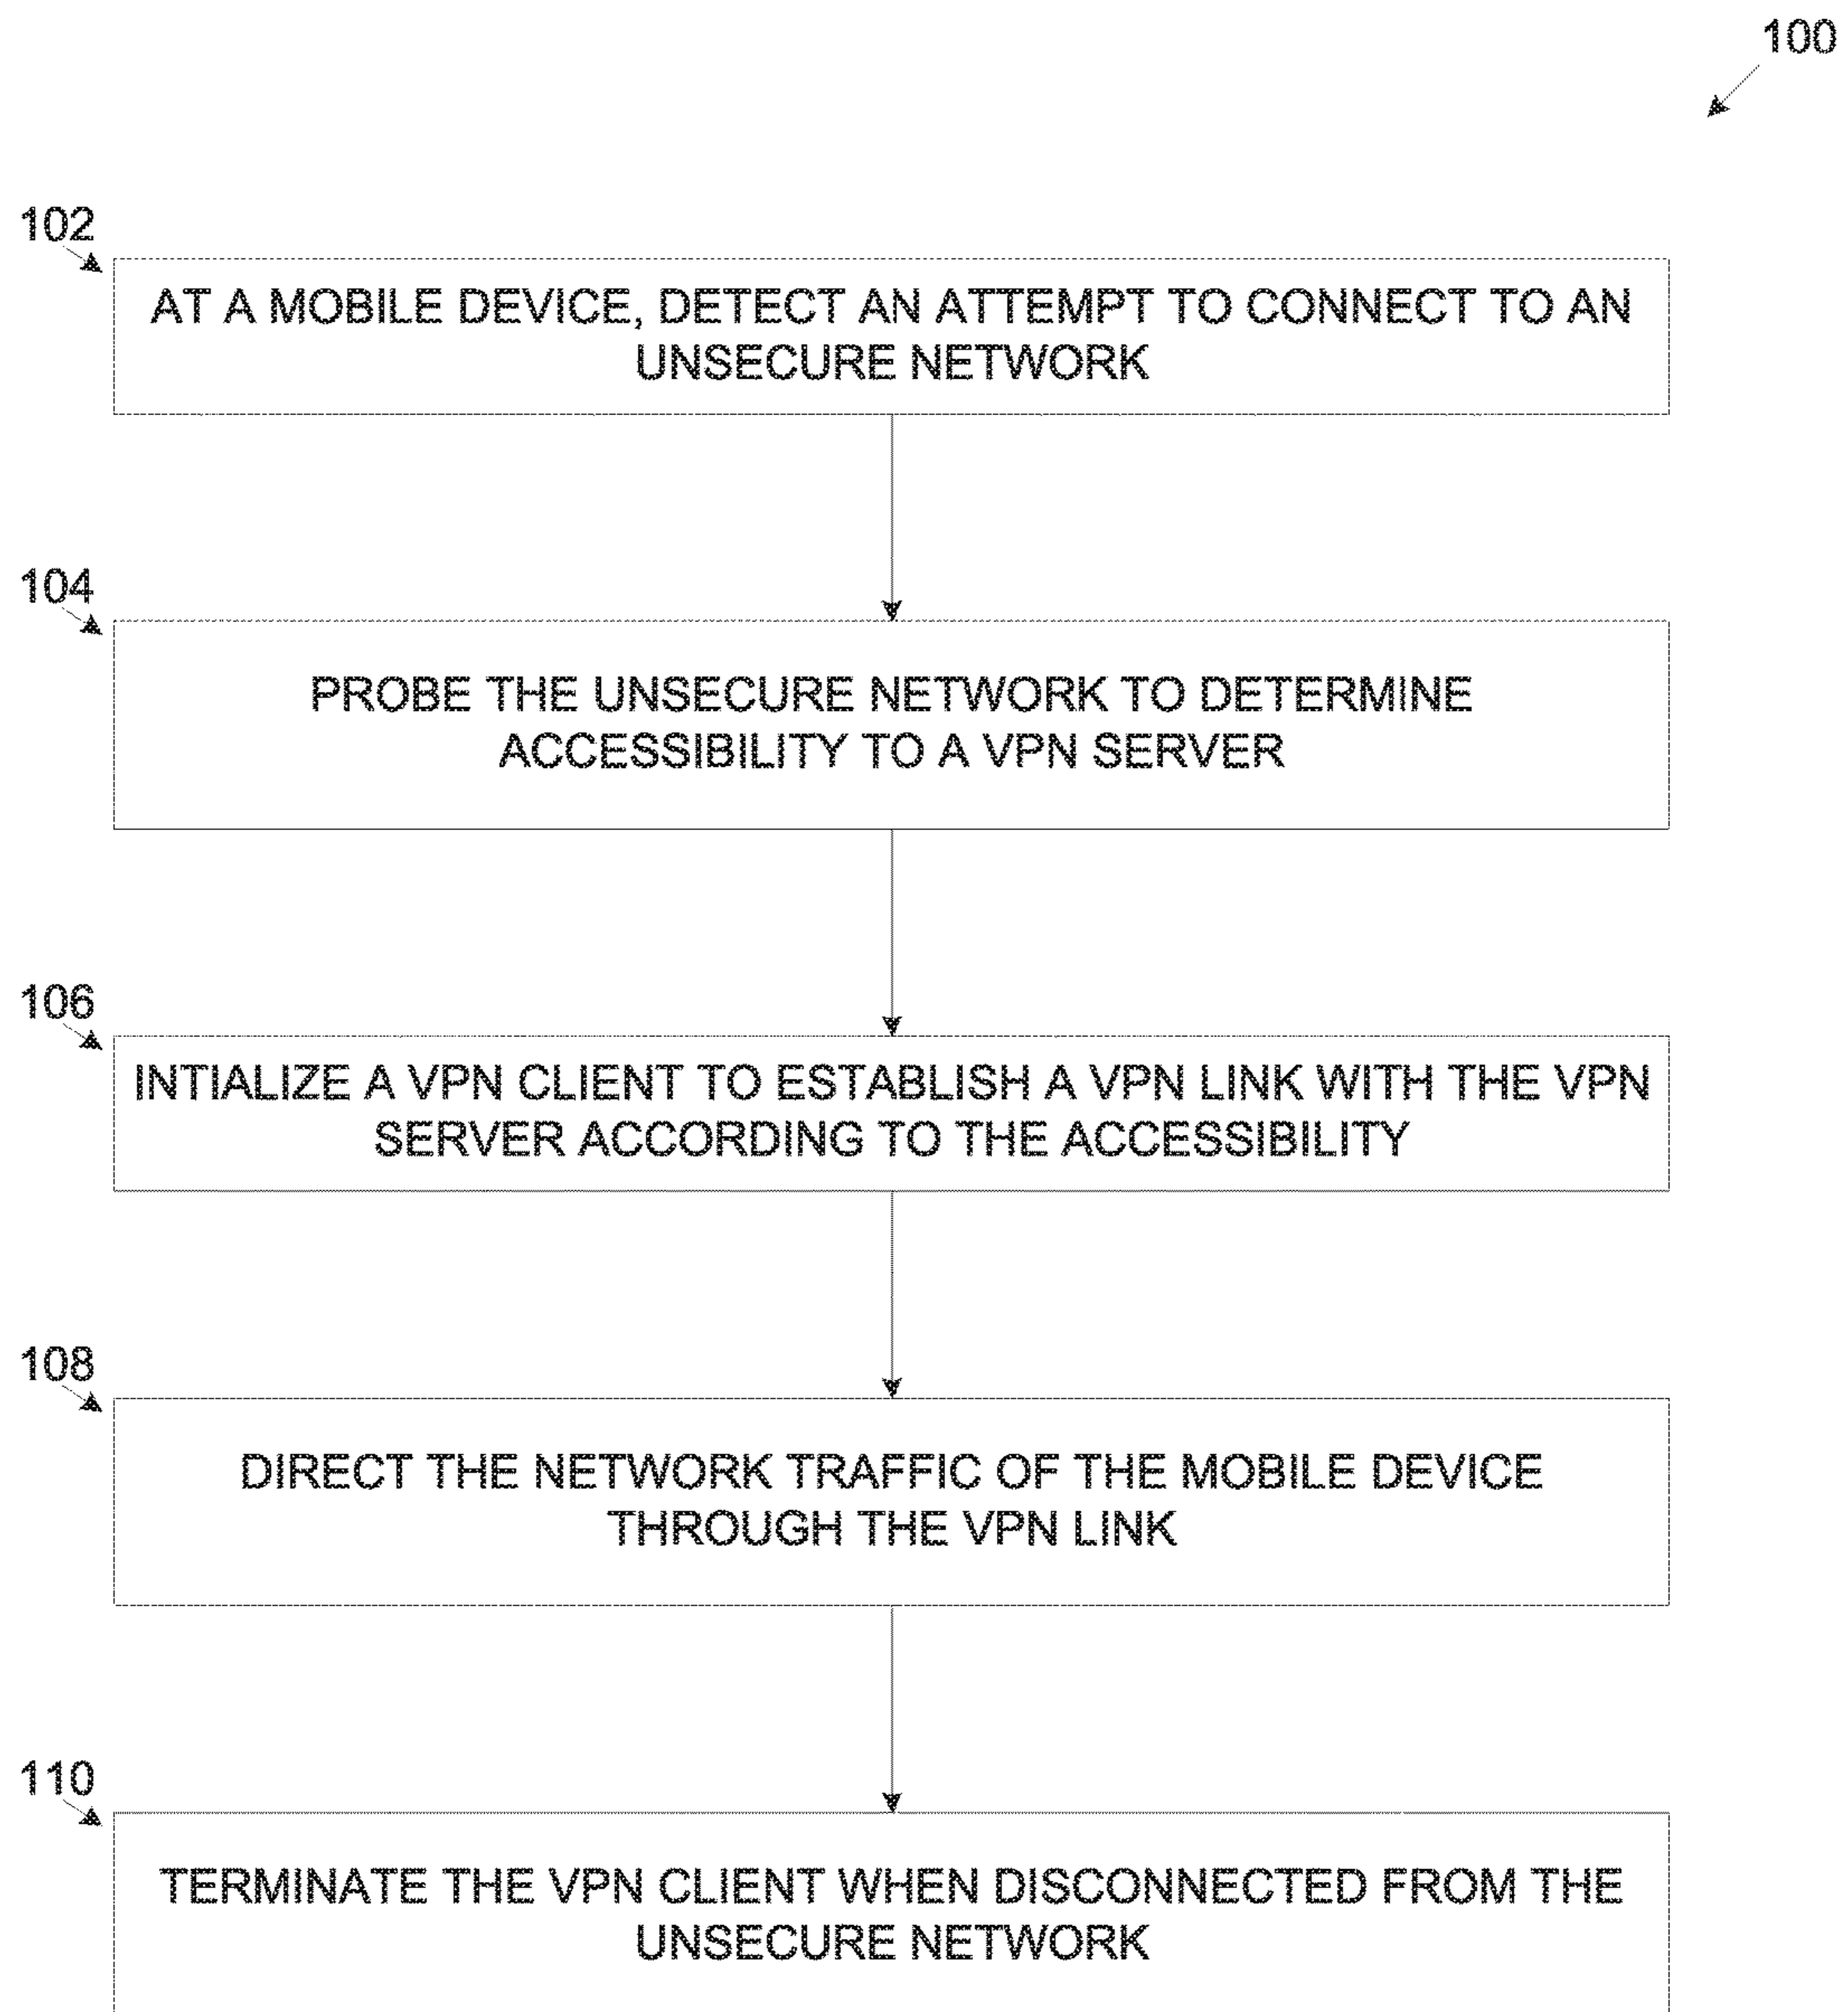 100
102
AT A MOBILE DEVICE, DETECT AN ATTEMPT TO CONNECT TO AN
UNSECURE NETWORK
104
PROBE THE UNSECURE NETWORK TO DETERMINE
ACCESSIBILITY TO A VPN SERVER
106
INTIALIZE A VPN CLIENT TO ESTABLISH A VPN LINK WITH THE VPN
SERVER ACCORDING TO THE ACCESSIBILITY
108
DIRECT THE NETWORK TRAFFIC OF THE MOBILE DEVICE
THROUGH THE VPN LINK
110
TERMINATE THE VPN CLIENT WHEN DISCONNECTED FROM THE
UNSECURE NETWORK